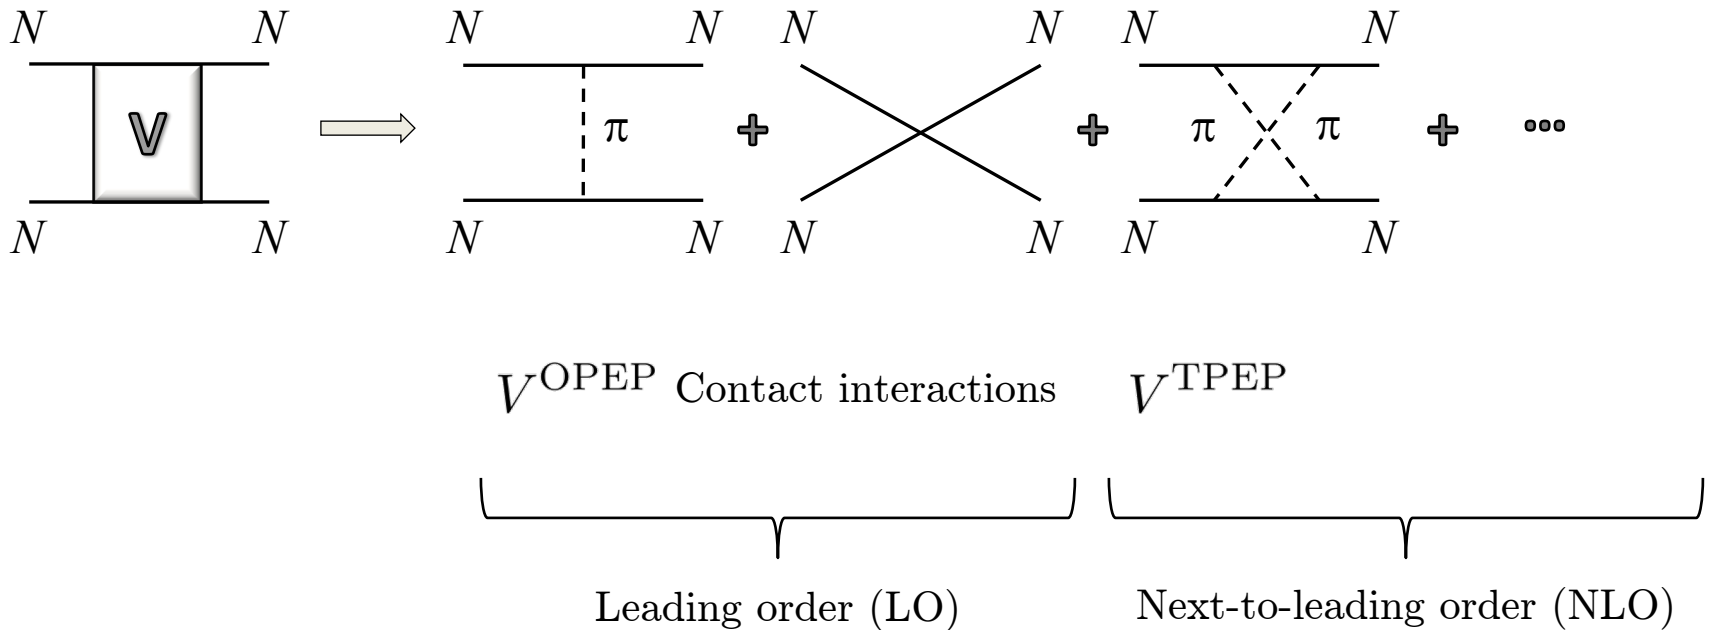 N N N N N N N N
V π + + π π + ...
N N N N N N N N
V^OPEP Contact interactions V^TPEP
Leading order (LO) Next-to-leading order (NLO)